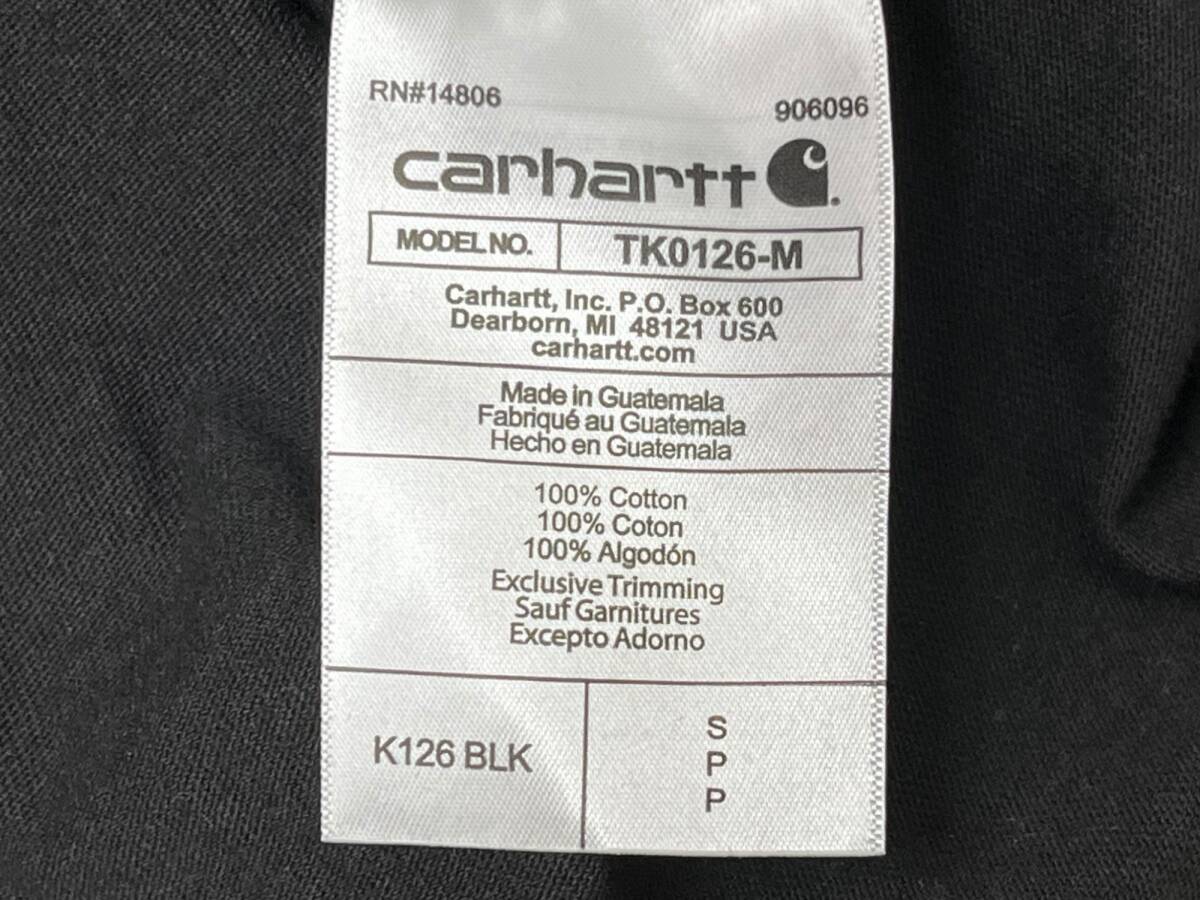 RN#14806
906096
carhartt
MODEL NO. TK0126-M
Carhartt, Inc. P.O. Box 600
Dearborn, MI 48121 USA
carhartt.com
Made in Guatemala
Fabriqué au Guatemala
Hecho en Guatemala
100% Cotton
100% Coton
100% Algodón
Exclusive Trimming
Sauf Garnitures
Excepto Adorno
K126 BLK
S
P
P